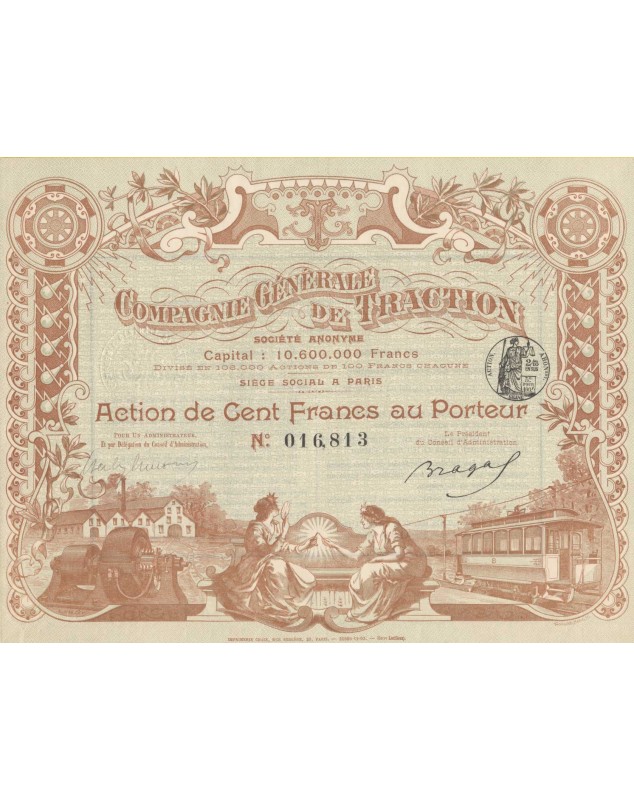 COMPAGNIE GÉNÉRALE
DE TRACTION
SOCIÉTÉ ANONYME
Capital : 10.600.000 Francs
DIVISÉ EN 106.000 ACTIONS DE 100 FRANCS CHACUNE
SIÈGE SOCIAL A PARIS
Action de Cent Francs au Porteur
POUR UN ADMINISTRATEUR,
Et par Délégation du Conseil d'Administration,
Le Président
du Conseil d'Administration,
No. 016,813
ACTION